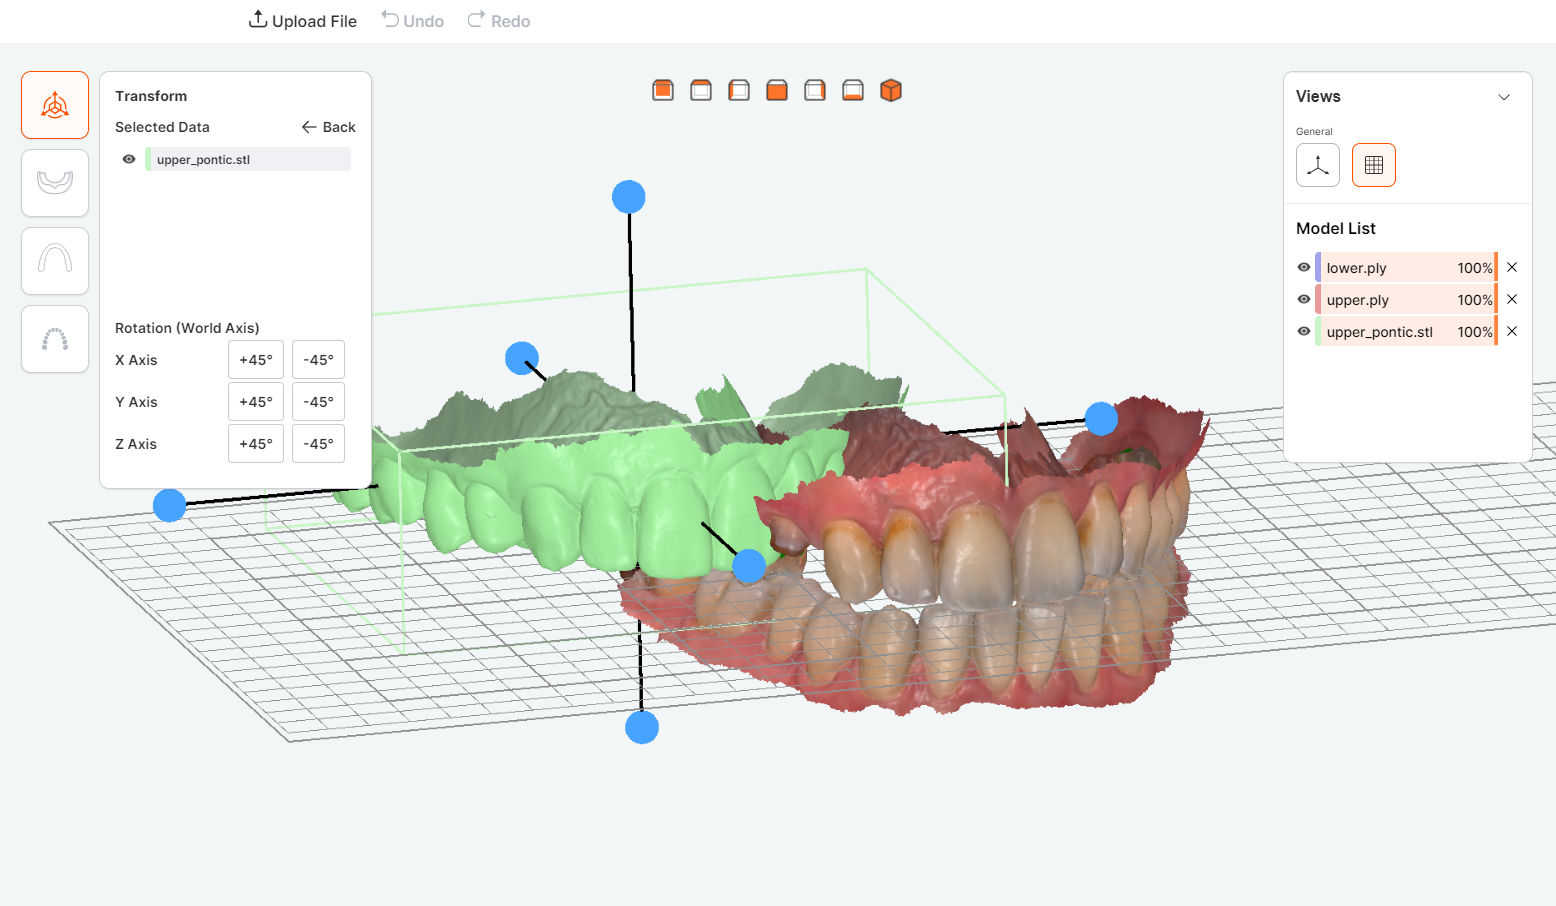 Upload File
Undo
Redo
Transform
Selected Data
Back
upper_pontic.stl
Rotation (World Axis)
X Axis +45° -45°
Y Axis +45° -45°
Z Axis +45° -45°
Views
General
Model List
lower.ply 100%
upper.ply 100%
upper_pontic.stl 100%